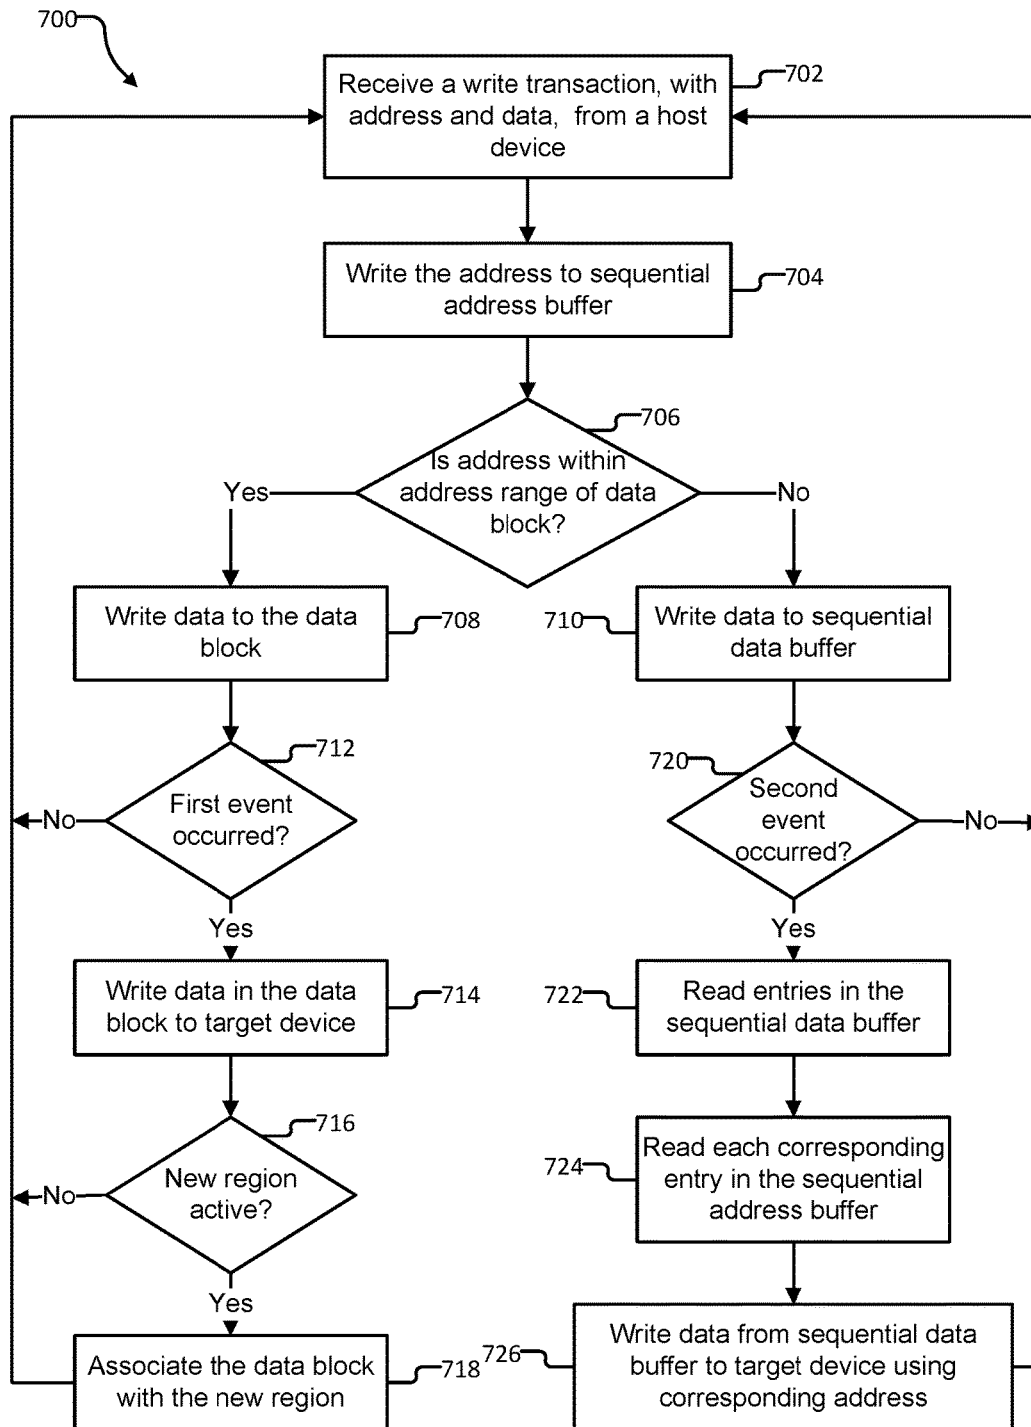 700
Receive a write transaction, with
address and data, from a host
device
702
Write the address to sequential
address buffer
704
706
Is address within
address range of data
block?
Yes
No
Write data to the data
block
708
710
Write data to sequential
data buffer
712
First event
occurred?
No
Yes
720
Second
event
occurred?
No
Yes
Write data in the data
block to target device
714
722
Read entries in the
sequential data buffer
716
New region
active?
No
Yes
724
Read each corresponding
entry in the sequential
address buffer
Associate the data block
with the new region
718
726
Write data from sequential data
buffer to target device using
corresponding address